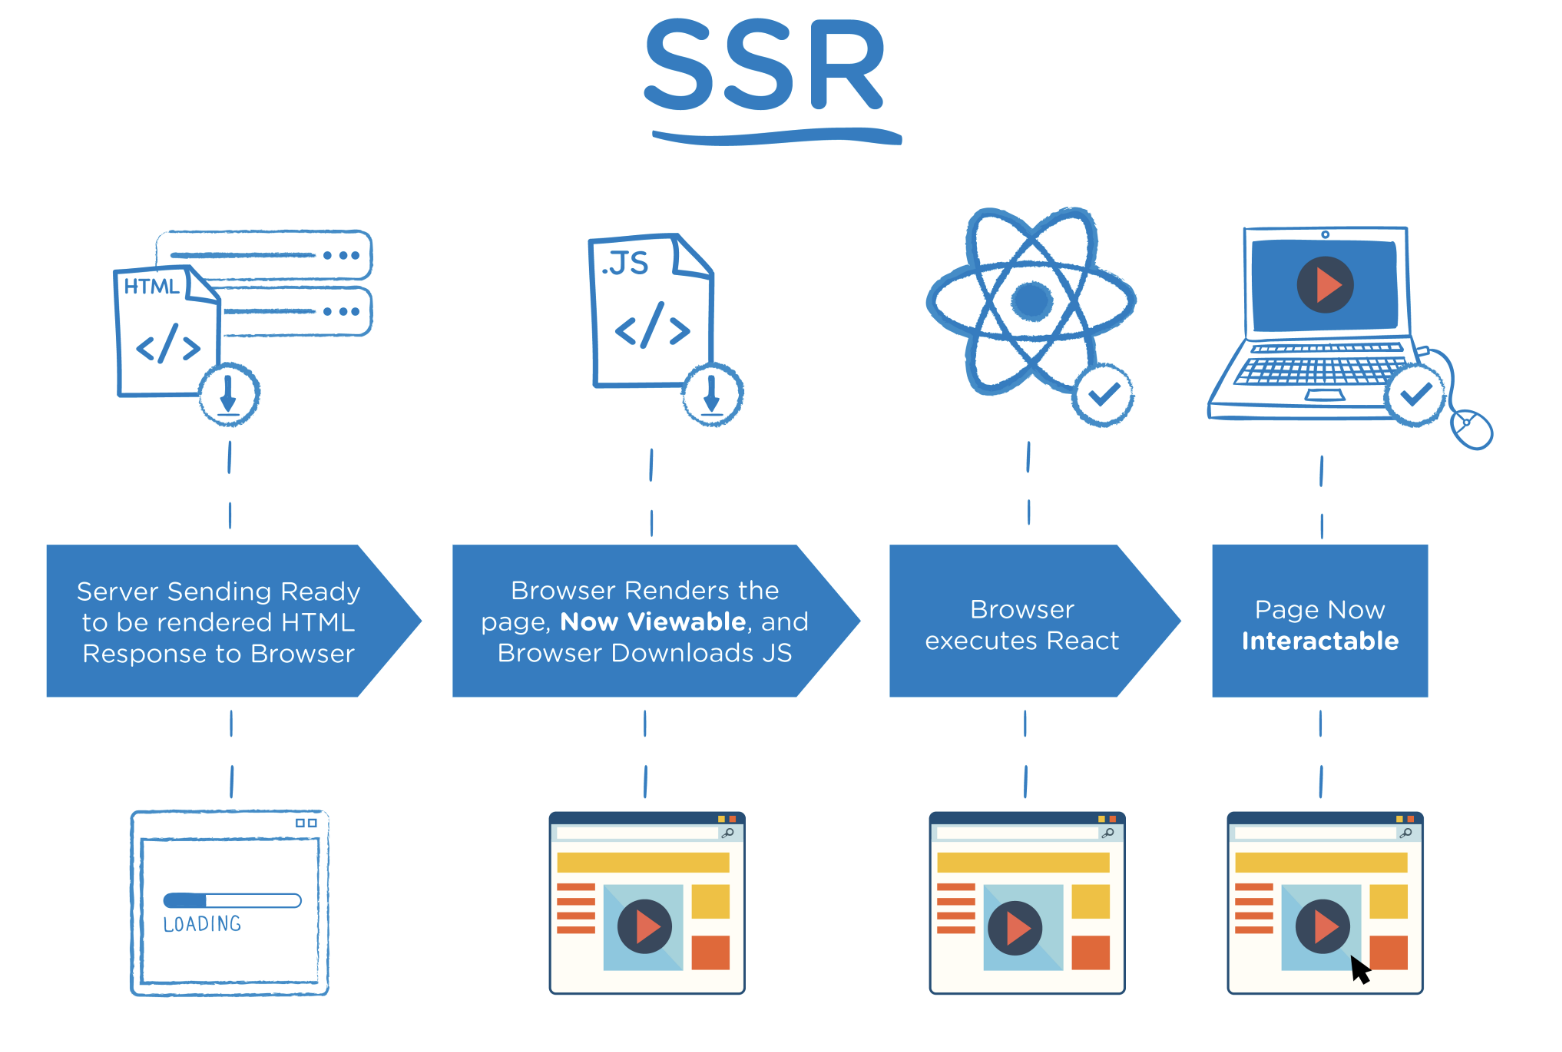 SSR
HTML
</>
.JS
</>
Server Sending Ready
to be rendered HTML
Response to Browser
Browser Renders the
page, Now Viewable, and
Browser Downloads JS
Browser
executes React
Page Now
Interactable
LOADING